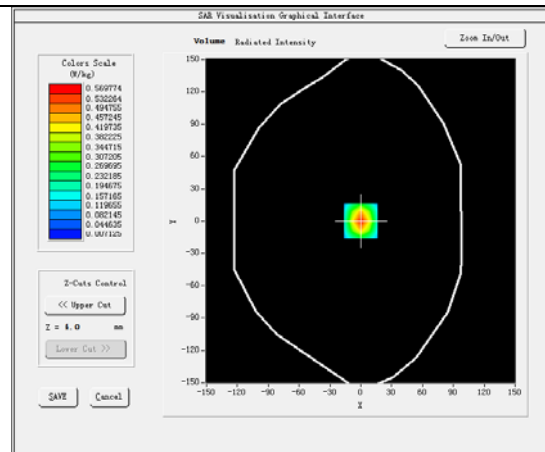 SAR Visualisation Graphical Interface
Volume Radiated Intensity
Zoom In/Out
Colors Scale
(W/kg)
0.569774
0.532264
0.494755
0.457245
0.419735
0.382225
0.344715
0.307205
0.269695
0.232185
0.194675
0.157165
0.119655
0.082145
0.044635
0.007125
150
120
90
60
30
0
-30
-60
-90
-120
-150
Y
-150 -120 -90 -60 -30 0 30 60 90 120 150
X
Z-Cuts Control
<< Upper Cut
Z = 4.0 mm
Lower Cut >>
SAVE Cancel